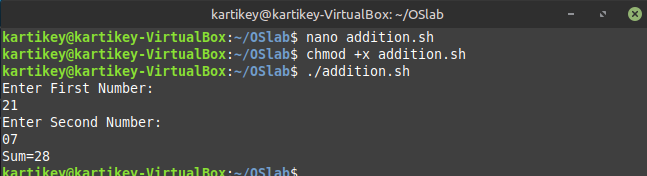 kartikey@kartikey-VirtualBox: ~/OSlab
kartikey@kartikey-VirtualBox:~/OSlab$ nano addition.sh
kartikey@kartikey-VirtualBox:~/OSlab$ chmod +x addition.sh
kartikey@kartikey-VirtualBox:~/OSlab$ ./addition.sh
Enter First Number:
21
Enter Second Number:
07
Sum=28
kartikey@kartikey-VirtualBox:~/OSlab$